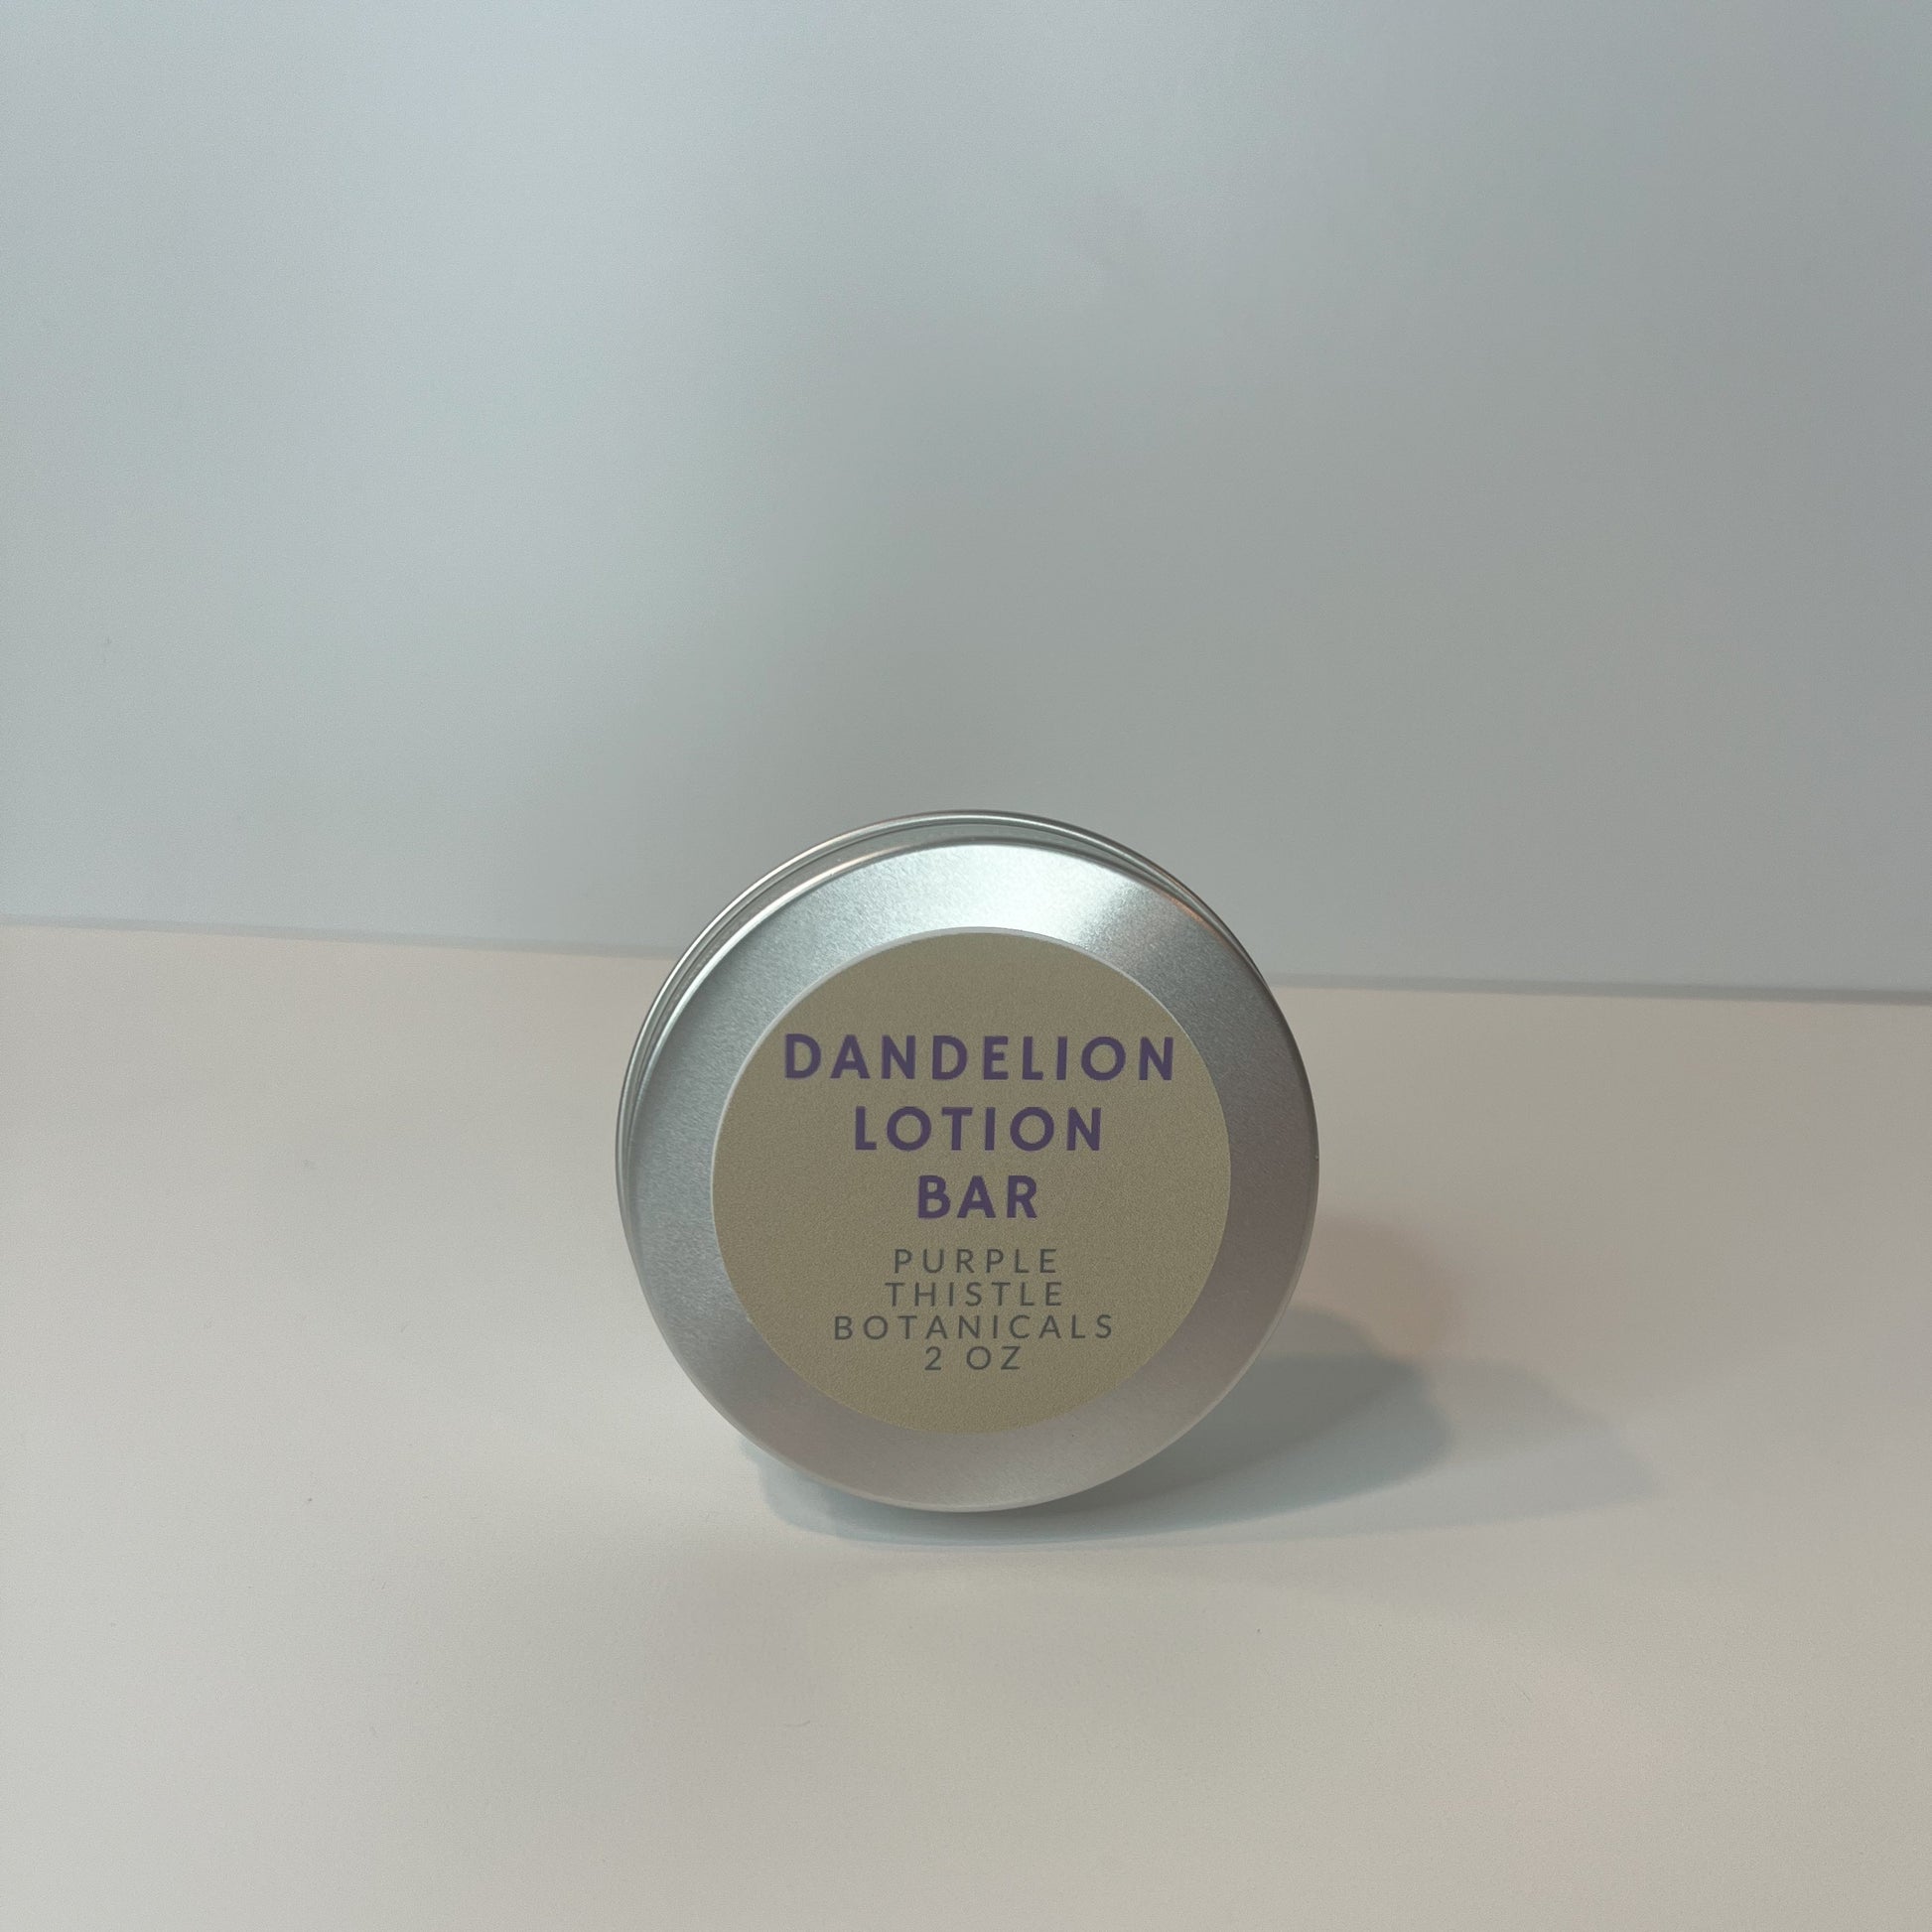 DANDELION
LOTION
BAR
PURPLE
THISTLE
BOTANICALS
2 OZ